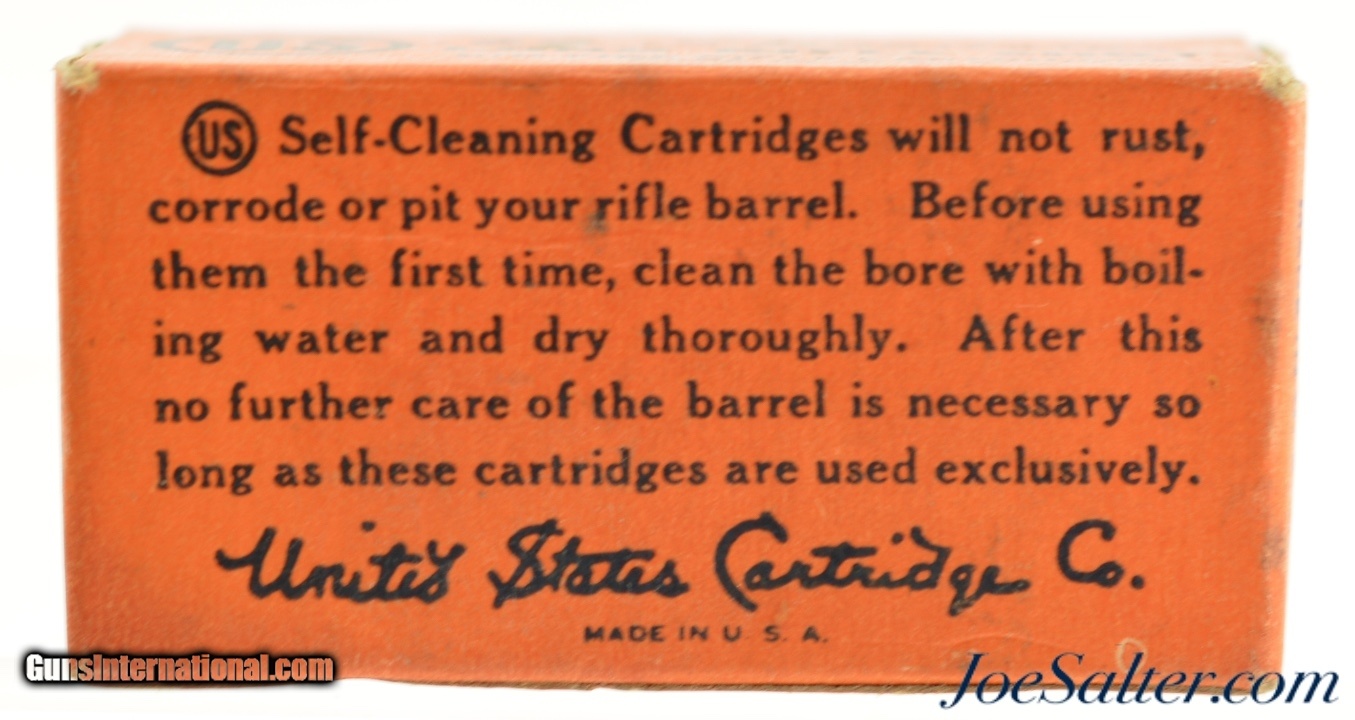 US Self-Cleaning Cartridges will not rust,
corrode or pit your rifle barrel. Before using
them the first time, clean the bore with boil-
ing water and dry thoroughly. After this
no further care of the barrel is necessary so
long as these cartridges are used exclusively.
United States Cartridge Co.
MADE IN U. S. A.
GunsInternational.com
JoeSalter.com